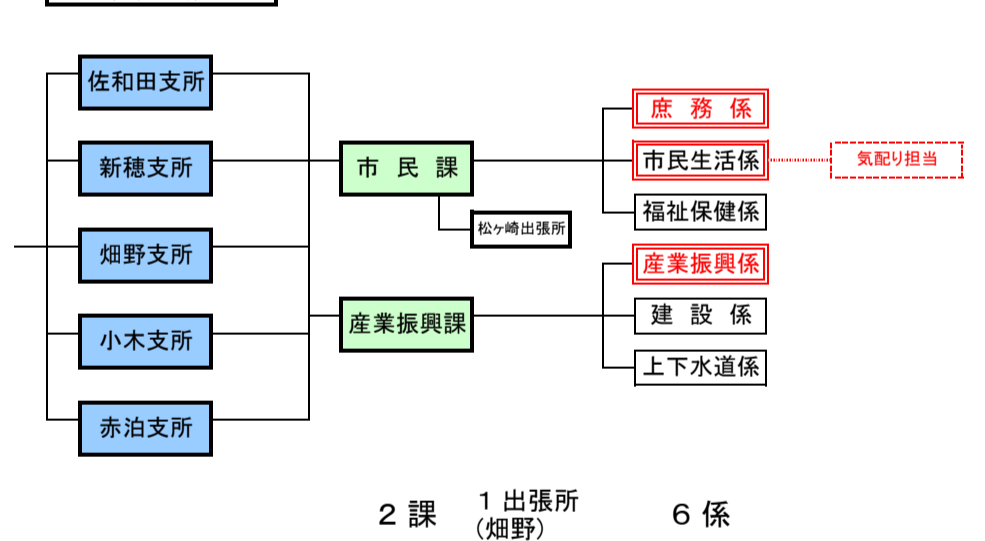 佐和田支所
新穂支所
畑野支所
小木支所
赤泊支所
市民課
松ヶ崎出張所
産業振興課
庶務係
市民生活係
気配り担当
福祉保健係
産業振興係
建設係
上下水道係
２課
１出張所
(畑野)
６係